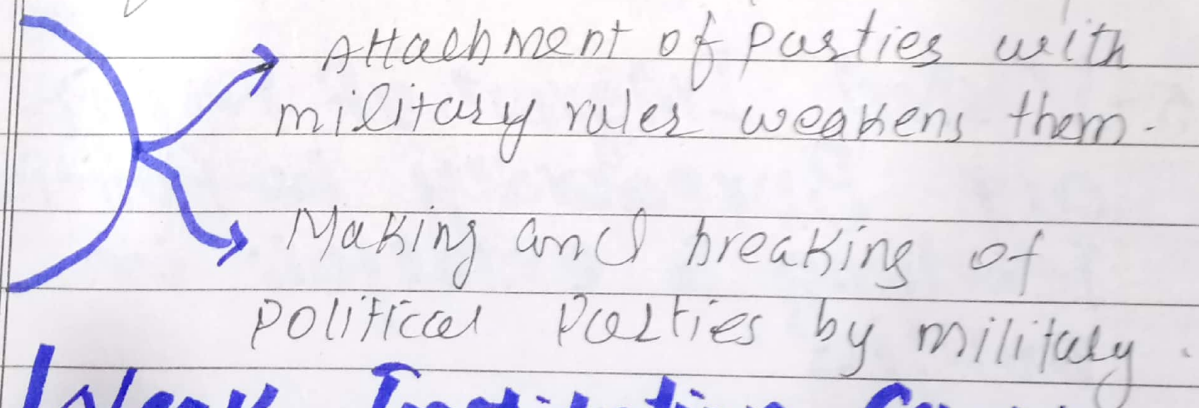 Attachment of parties with
military rules weakens them.
Making and breaking of
political parties by military.